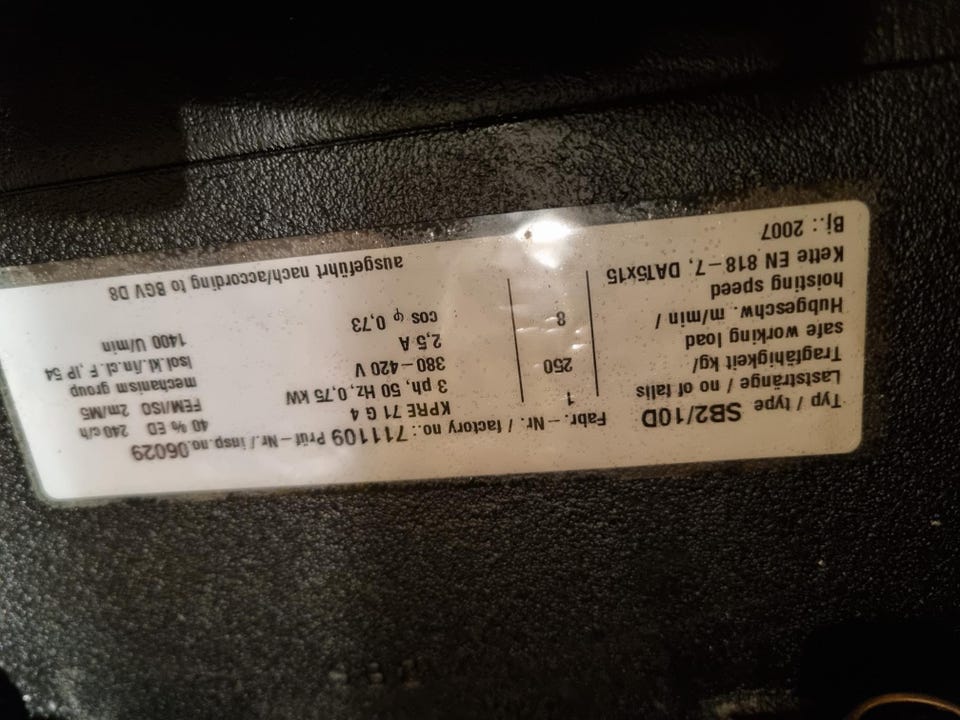 Typ / type SB2/10D Fabr.-Nr. / factory no.: 711109 Prüf-Nr. / insp.no. 06029
Laststränge / no of falls 1
Tragfähigkeit kg/
safe working load 250
Hubgeschw. m/min /
hoisting speed 8
Kette EN 818-7, DAT5x15
Bj.: 2007
KPRE 71 G 4 40 % ED 240 c/h
3 ph, 50 Hz, 0,75 kW FEM/ISO 2m/M5
380-420 V mechanism group
2,5 A Isol.kl./in.cl. F ,IP 54
cos φ 0,73 1400 U/min
ausgeführt nach/according to BGV D8